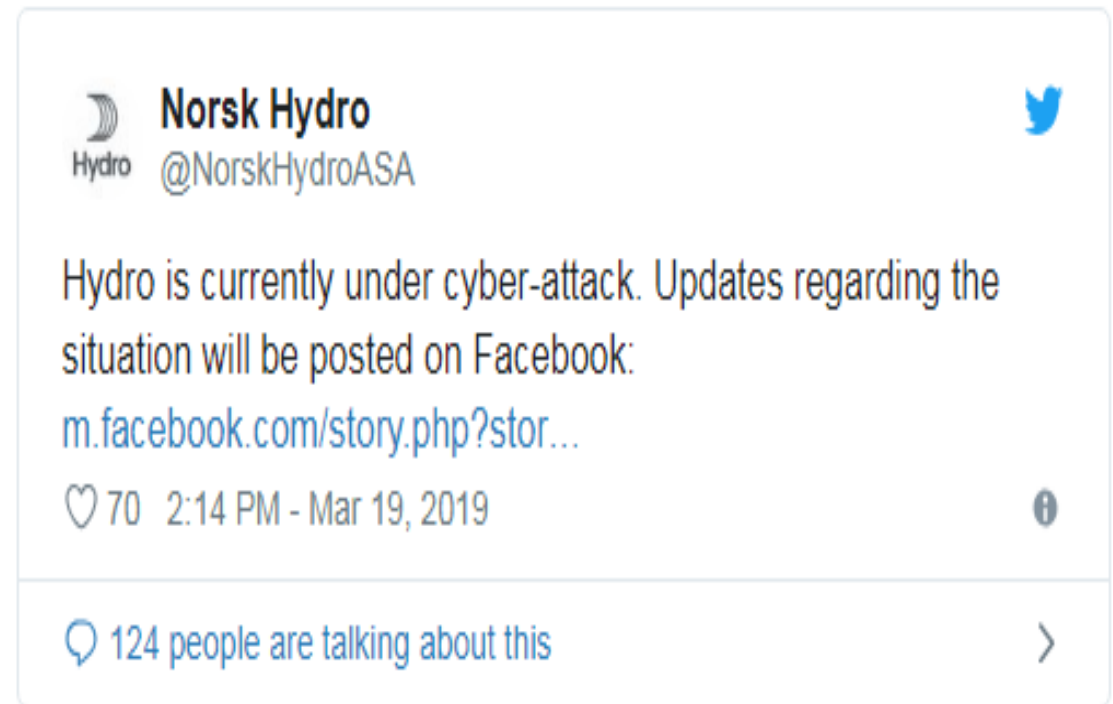 Norsk Hydro
Hydro
@NorskHydroASA
Hydro is currently under cyber-attack. Updates regarding the
situation will be posted on Facebook:
m.facebook.com/story.php?stor...
70 2:14 PM - Mar 19, 2019
124 people are talking about this